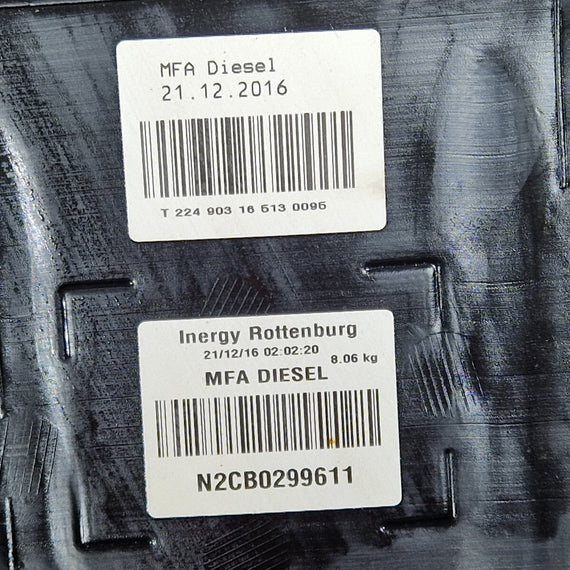 MFA Diesel
21.12.2016
T 224 903 16 513 0095
Inergy Rottenburg
21/12/16 02:02:20
8.06 kg
MFA DIESEL
N2CB0299611